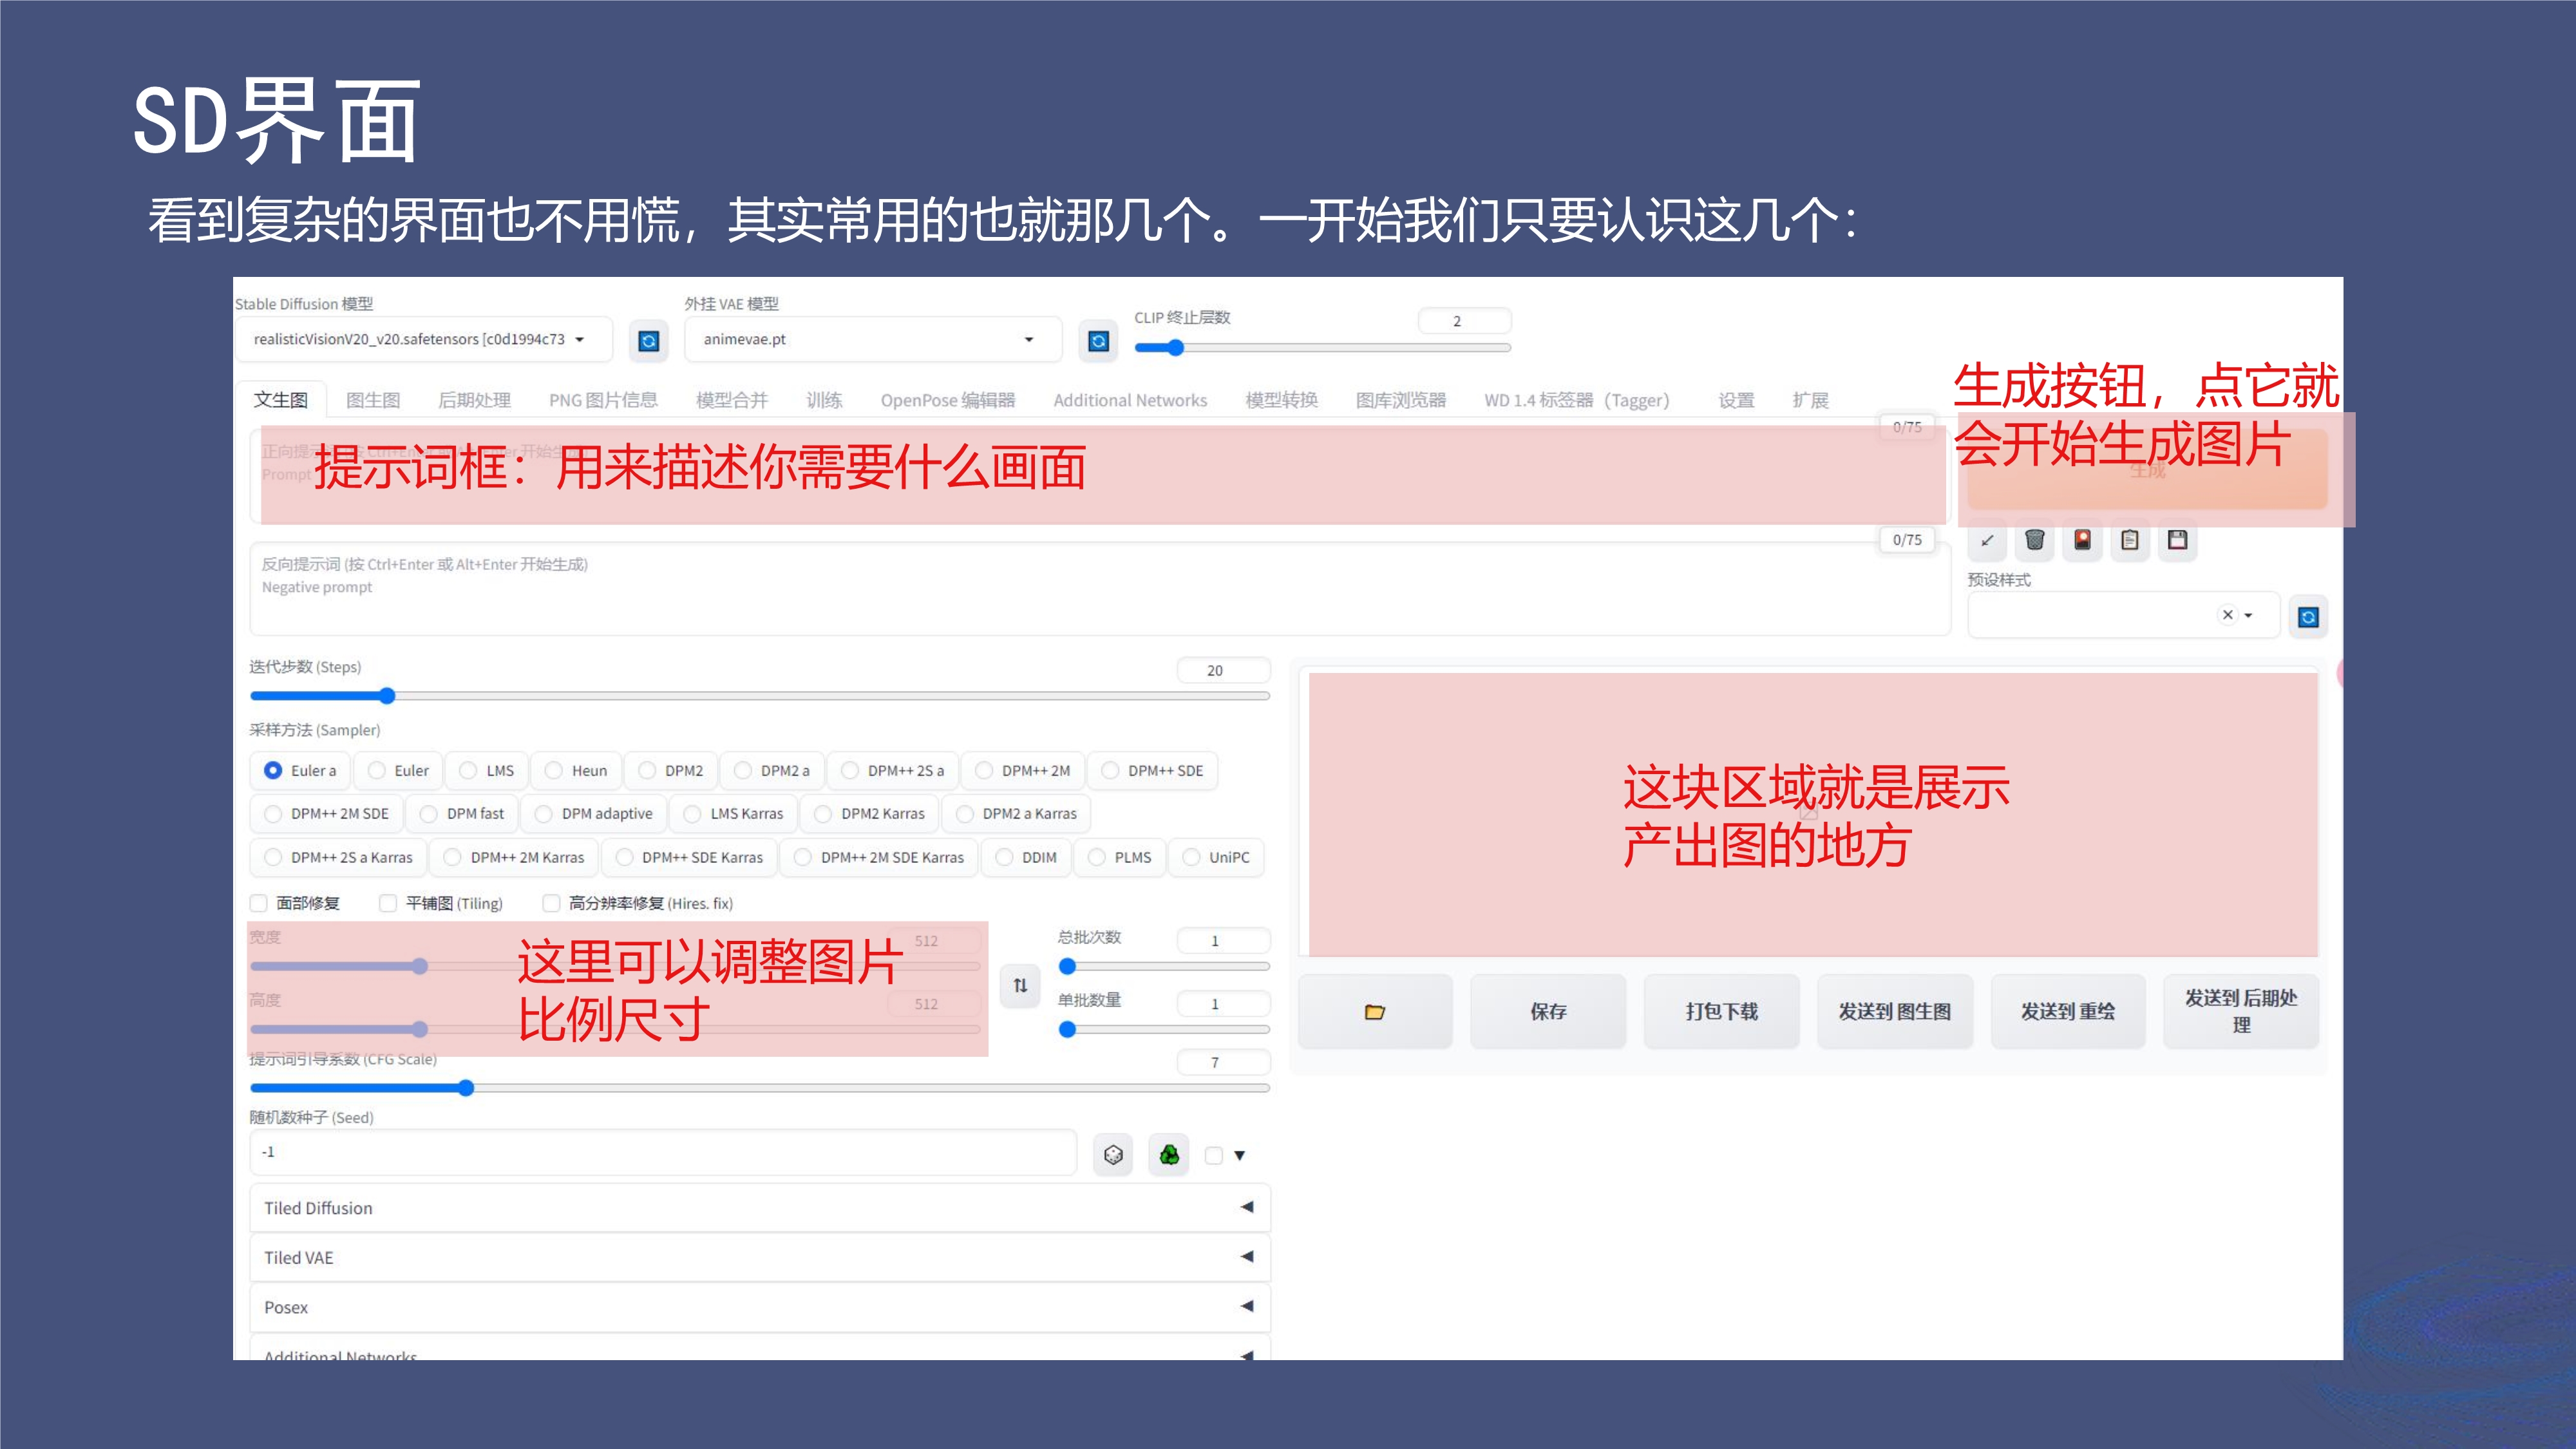 SD界面
看到复杂的界面也不用慌，其实常用的也就那几个。一开始我们只要认识这几个：
Stable Diffusion 模型
外挂 VAE 模型
CLIP 终止层数
2
realisticVisionV20_v20.safetensors [c0d1994c73
animevae.pt
生成按钮，点它就
会开始生成图片
文生图 图生图 后期处理 PNG 图片信息 模型合并 训练 OpenPose 编辑器 Additional Networks 模型转换 图库浏览器 WD 1.4 标签器（Tagger） 设置 扩展
0/75
提示词框：用来描述你需要什么画面
Prompt
生成
0/75
反向提示词 (按 Ctrl+Enter 或 Alt+Enter 开始生成)
Negative prompt
预设样式
迭代步数 (Steps)
20
采样方法 (Sampler)
Euler a Euler LMS Heun DPM2 DPM2 a DPM++ 2S a DPM++ 2M DPM++ SDE
DPM++ 2M SDE DPM fast DPM adaptive LMS Karras DPM2 Karras DPM2 a Karras
DPM++ 2S a Karras DPM++ 2M Karras DPM++ SDE Karras DPM++ 2M SDE Karras DDIM PLMS UniPC
面部修复 平铺图 (Tiling) 高分辨率修复 (Hires. fix)
宽度
512
高度
512
这里可以调整图片
比例尺寸
总批次数
1
单批数量
1
提示词引导系数 (CFG Scale)
7
随机数种子 (Seed)
-1
Tiled Diffusion
Tiled VAE
Posex
Additional Networks
这块区域就是展示
产出图的地方
保存
打包下载
发送到 图生图
发送到 重绘
发送到 后期处
理